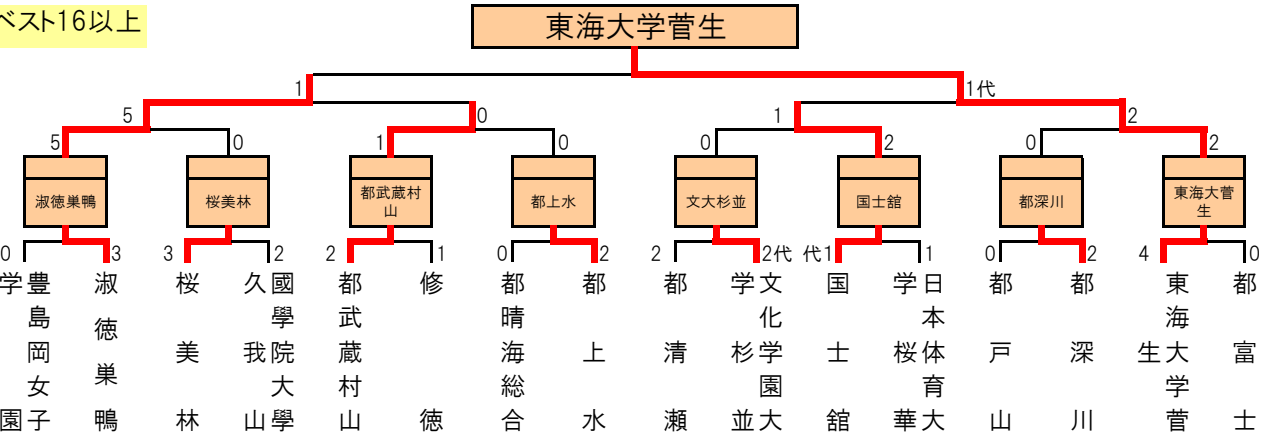 ベスト16以上
東海大学菅生
1
1代
5
0
1
2
5
0
1
0
0
2
0
2
淑徳巣鴨
桜美林
都武蔵村
山
都上水
文大杉並
国士舘
都深川
東海大菅
生
0
3
3
2
2
1
0
2
2
2代
代1
1
0
2
4
0
豊島岡女子
学園
淑徳巣鴨
桜美林
國學院大學
久我山
都武蔵村山
修徳
都晴海総合
都上水
都清瀬
文化学園大
学杉並
国士舘
日本体育大
学桜華
都戸山
都深川
東海大学菅
生
都富士